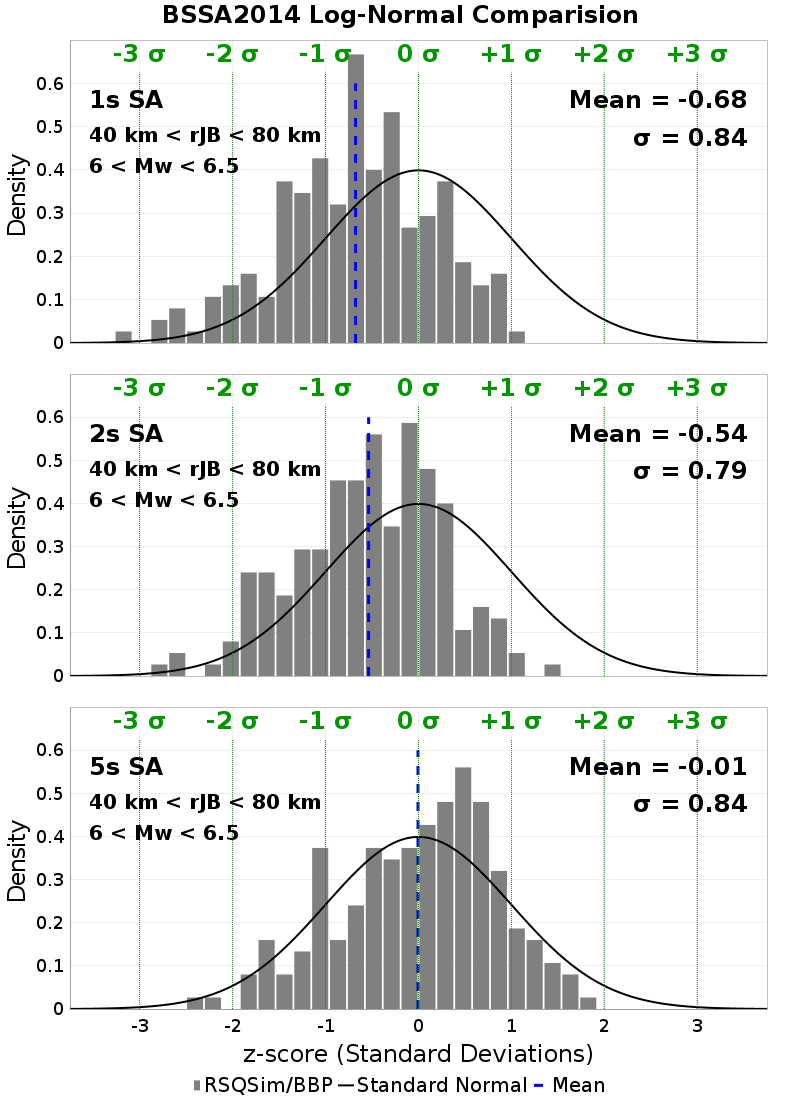 BSSA2014 Log-Normal Comparision
-3 σ -2 σ -1 σ 0 σ +1 σ +2 σ +3 σ
1s SA
40 km < rJB < 80 km
6 < Mw < 6.5
Mean = -0.68
σ = 0.84
Density
0.6
0.5
0.4
0.3
0.2
0.1
0
-3 σ -2 σ -1 σ 0 σ +1 σ +2 σ +3 σ
2s SA
40 km < rJB < 80 km
6 < Mw < 6.5
Mean = -0.54
σ = 0.79
Density
0.6
0.5
0.4
0.3
0.2
0.1
0
-3 σ -2 σ -1 σ 0 σ +1 σ +2 σ +3 σ
5s SA
40 km < rJB < 80 km
6 < Mw < 6.5
Mean = -0.01
σ = 0.84
Density
0.6
0.5
0.4
0.3
0.2
0.1
0
-3 -2 -1 0 1 2 3
z-score (Standard Deviations)
RSQSim/BBP Standard Normal Mean